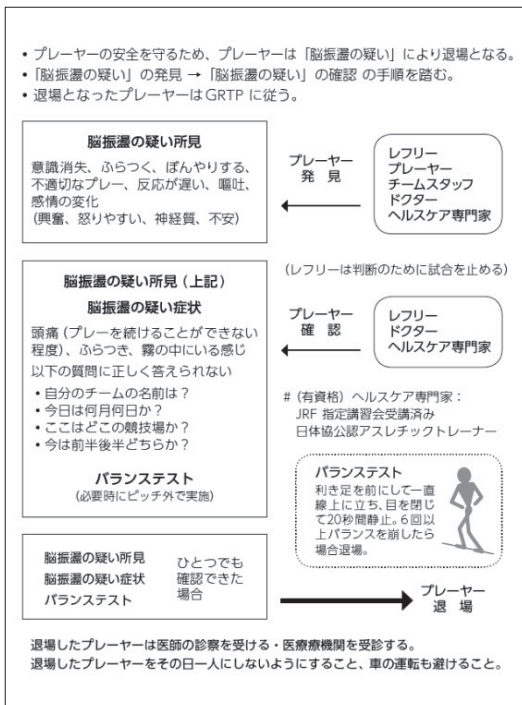 • プレーヤーの安全を守るため、プレーヤーは「脳振盪の疑い」により退場となる。
• 「脳振盪の疑い」の発見 → 「脳振盪の疑い」の確認 の手順を踏む。
• 退場となったプレーヤーはGRTP に従う。
脳振盪の疑い所見
意識消失、ふらつく、ぼんやりする、
不適切なプレー、反応が遅い、嘔吐、
感情の変化
(興奮、怒りやすい、神経質、不安)
プレーヤー
発 見
レフリー
プレーヤー
チームスタッフ
ドクター
ヘルスケア専門家
脳振盪の疑い所見 (上記)
脳振盪の疑い症状
頭痛 (プレーを続けることができない
程度)、ふらつき、霧の中にいる感じ
以下の質問に正しく答えられない
• 自分のチームの名前は？
• 今日は何月何日か？
• ここはどこの競技場か？
• 今は前半後半どちらか？
バランステスト
(必要時にピッチ外で実施)
(レフリーは判断のために試合を止める)
プレーヤー
確 認
レフリー
ドクター
ヘルスケア専門家
# (有資格) ヘルスケア専門家：
JRF 指定講習会受講済み
日体協公認アスレチックトレーナー
バランステスト
利き足を前にして一直
線上に立ち、目を閉じ
て20秒間静止。6回以
上バランスを崩したら
場合退場。
脳振盪の疑い所見
脳振盪の疑い症状
バランステスト
ひとつでも
確認できた
場合
プレーヤー
退 場
退場したプレーヤーは医師の診察を受ける・医療療機関を受診する。
退場したプレーヤーをその日一人にしないようにすること、車の運転も避けること。